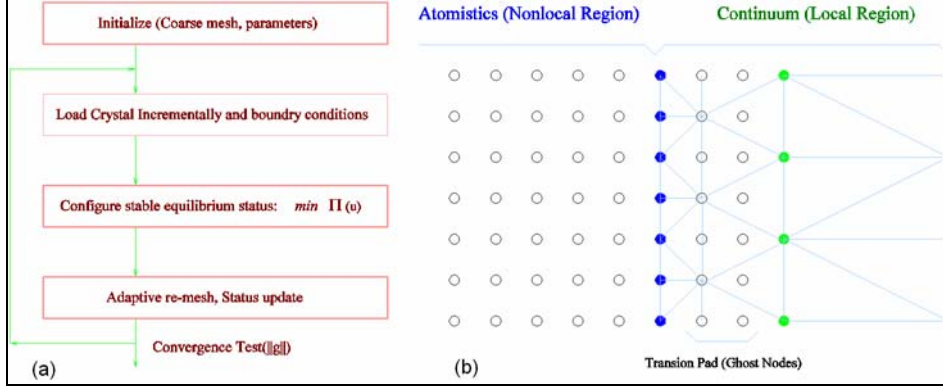 Initialize (Coarse mesh, parameters)
Load Crystal Incrementally and boundry conditions
Configure stable equilibrium status: min Π (u)
Adaptive re-mesh, Status update
Convergence Test(||g||)
(a)
Atomistics (Nonlocal Region)
Continuum (Local Region)
Transion Pad (Ghost Nodes)
(b)